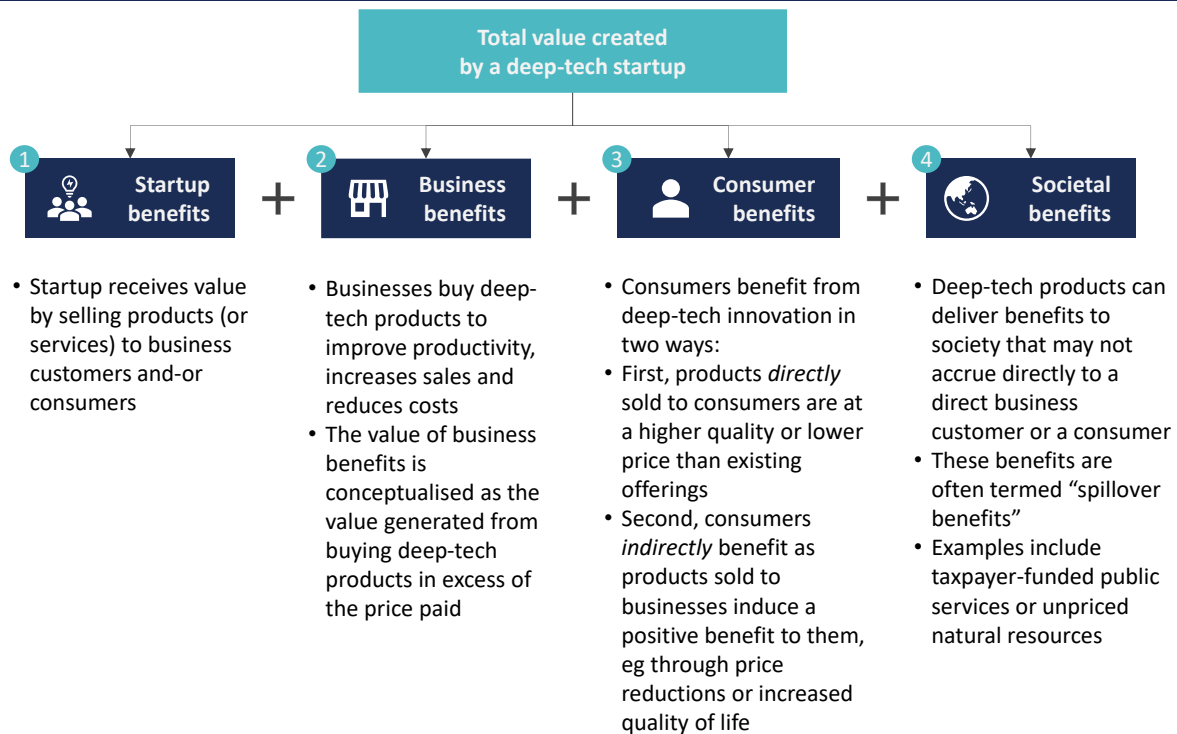 Total value created
by a deep-tech startup
1
Startup
benefits
+
2
Business
benefits
+
3
Consumer
benefits
+
4
Societal
benefits
• Startup receives value
by selling products (or
services) to business
customers and-or
consumers
• Businesses buy deep-
tech products to
improve productivity,
increases sales and
reduces costs
• The value of business
benefits is
conceptualised as the
value generated from
buying deep-tech
products in excess of
the price paid
• Consumers benefit from
deep-tech innovation in
two ways:
• First, products directly
sold to consumers are at
a higher quality or lower
price than existing
offerings
• Second, consumers
indirectly benefit as
products sold to
businesses induce a
positive benefit to them,
eg through price
reductions or increased
quality of life
• Deep-tech products can
deliver benefits to
society that may not
accrue directly to a
direct business
customer or a consumer
• These benefits are
often termed “spillover
benefits”
• Examples include
taxpayer-funded public
services or unpriced
natural resources